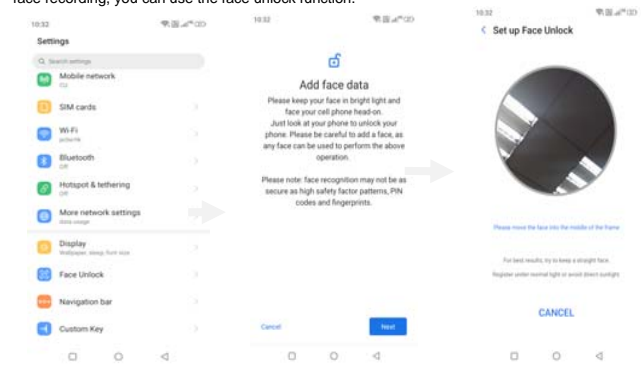 face recording, you can use the face unlock function.
10:32
Settings
Search settings
Mobile network
SIM cards
Wi-Fi
Bluetooth
Off
Hotspot & tethering
Off
More network settings
data usage
Display
Wallpaper, sleep, font size
Face Unlock
Navigation bar
Custom Key
10:32
Add face data
Please keep your face in bright light and
face your cell phone head-on.
Just look at your phone to unlock your
phone. Please be careful to add a face, as
any face can be used to perform the above
operation.
Please note: face recognition may not be as
secure as high safety factor patterns, PIN
codes and fingerprints.
Cancel
Next
10:32
Set up Face Unlock
Please move the face into the middle of the frame
For best results, try to keep a straight face.
Register under normal light or avoid direct sunlight
CANCEL